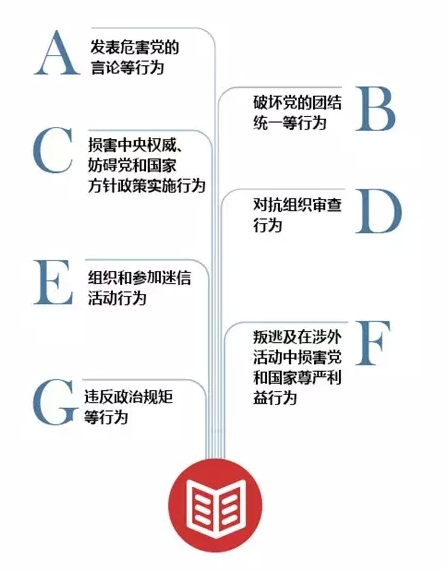 A
发表危害党的
言论等行为
B
破坏党的团结
统一等行为
C
损害中央权威、
妨碍党和国家
方针政策实施行为
D
对抗组织审查
行为
E
组织和参加迷信
活动行为
F
叛逃及在涉外
活动中损害党
和国家尊严利
益行为
G
违反政治规矩
等行为